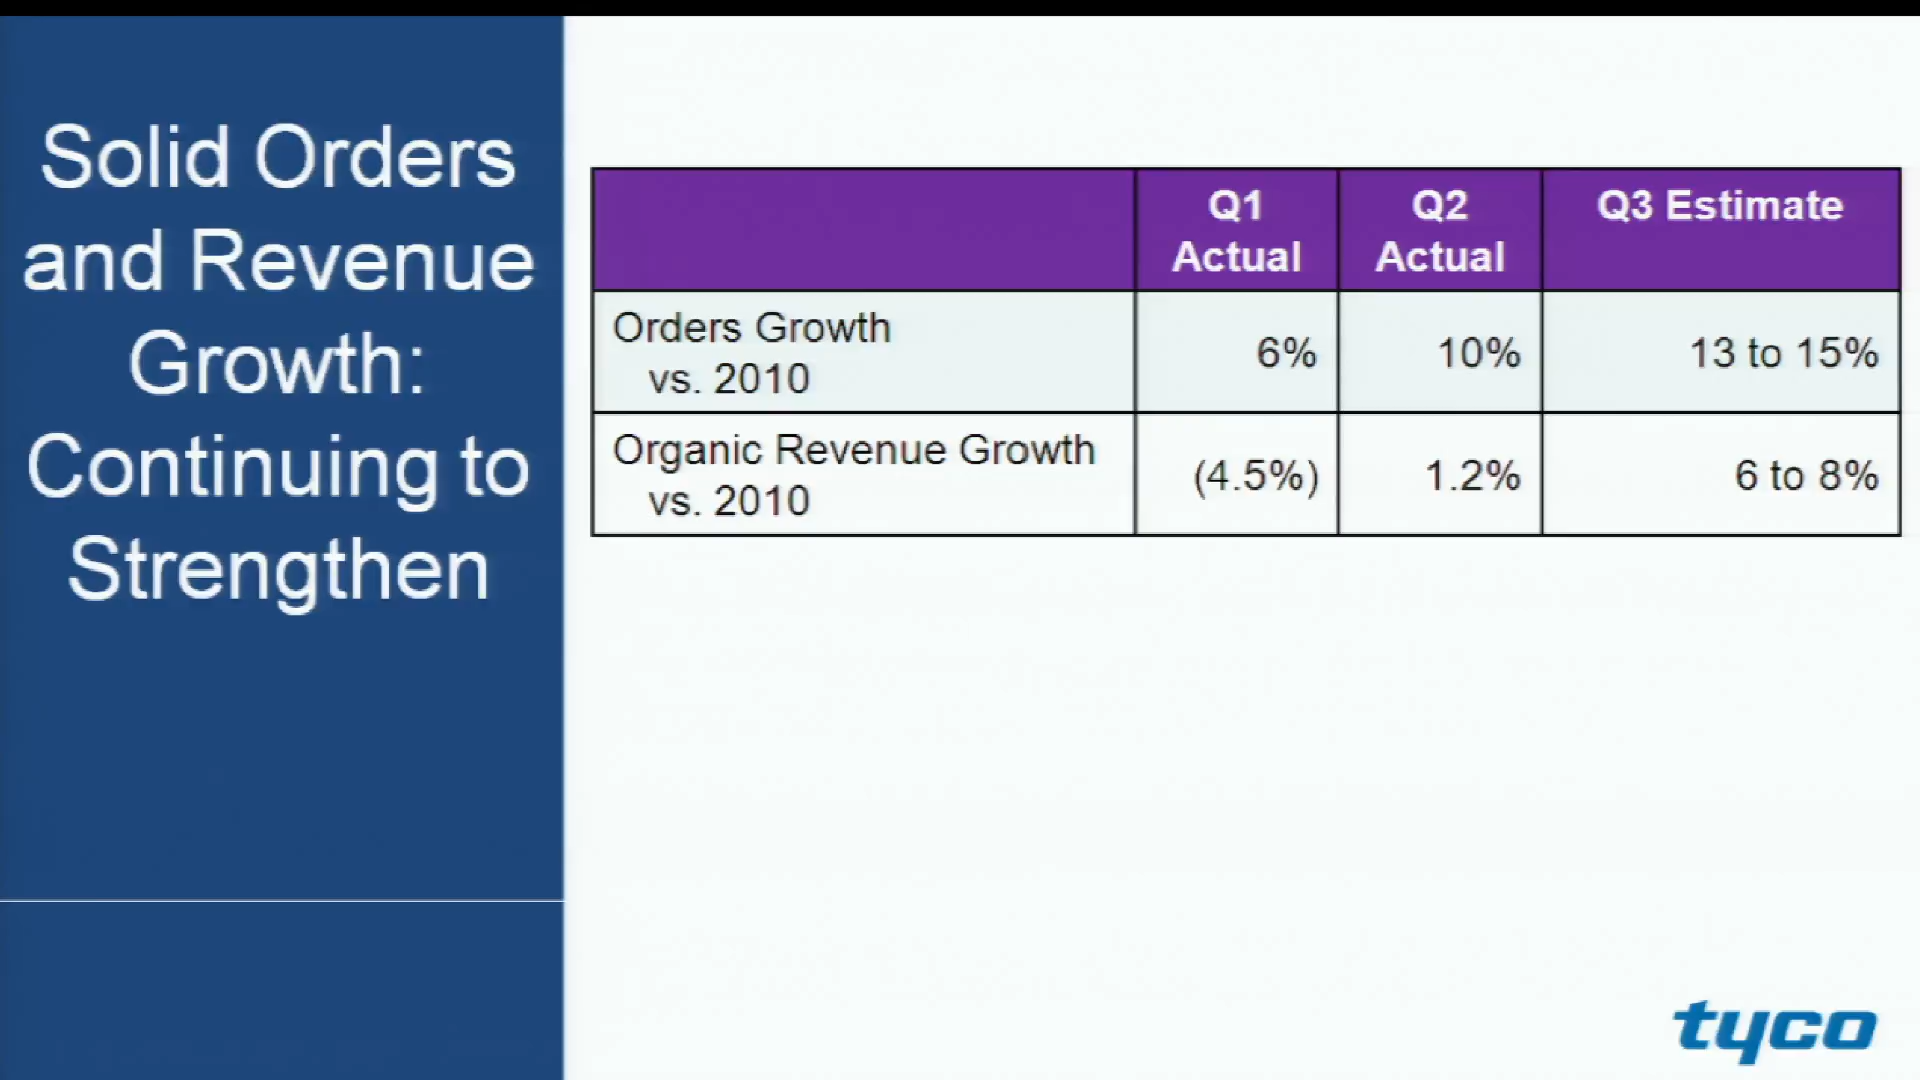 Solid Orders
and Revenue
Growth:
Continuing to
Strengthen
Q1
Actual
Q2
Actual
Q3 Estimate
Orders Growth
vs. 2010
6%
10%
13 to 15%
Organic Revenue Growth
vs. 2010
(4.5%)
1.2%
6 to 8%
tyco